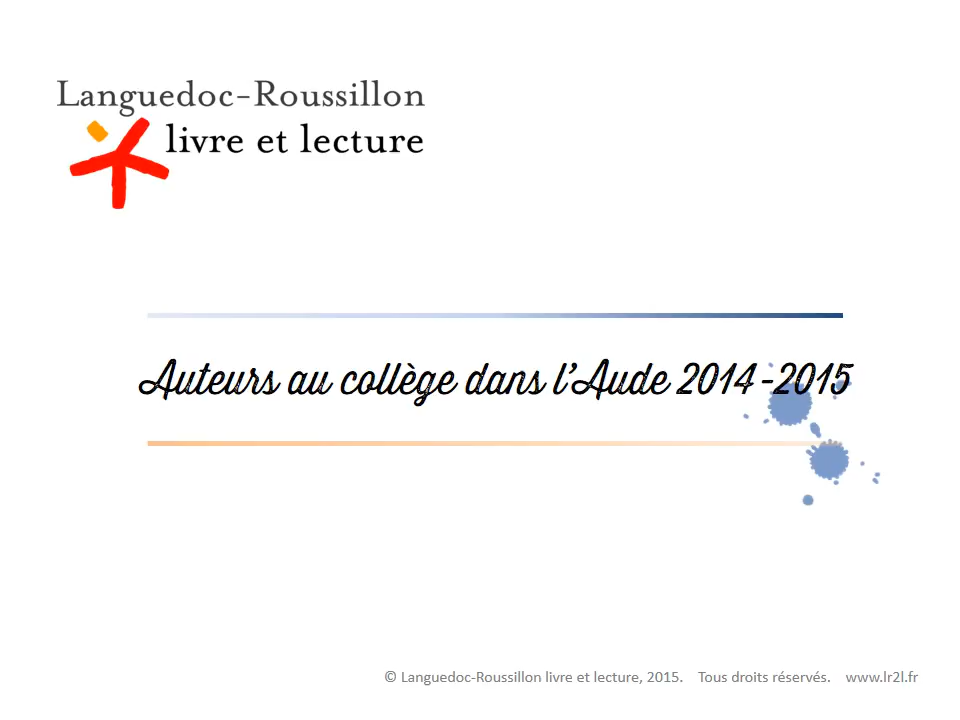 Languedoc-Roussillon
livre et lecture
Auteurs au collège dans l'Aude 2014-2015
© Languedoc-Roussillon livre et lecture, 2015. Tous droits réservés. www.lr2l.fr